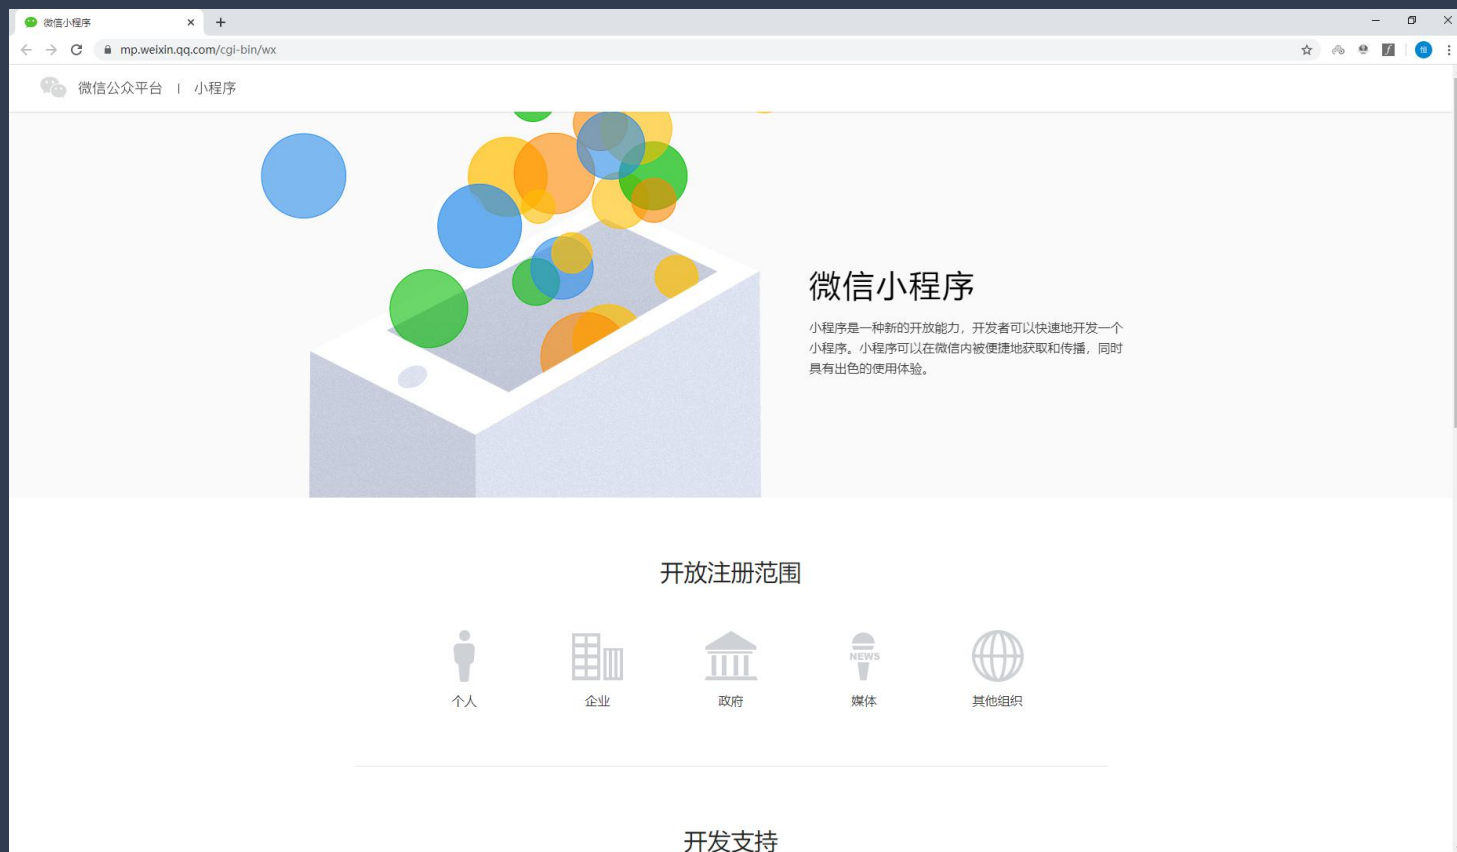 微信小程序
mp.weixin.qq.com/cgi-bin/wx
微信公众平台 | 小程序
微信小程序
小程序是一种新的开放能力，开发者可以快速地开发一个
小程序。小程序可以在微信内被便捷地获取和传播，同时
具有出色的使用体验。
开放注册范围
NEWS
个人 企业 政府 媒体 其他组织
开发支持